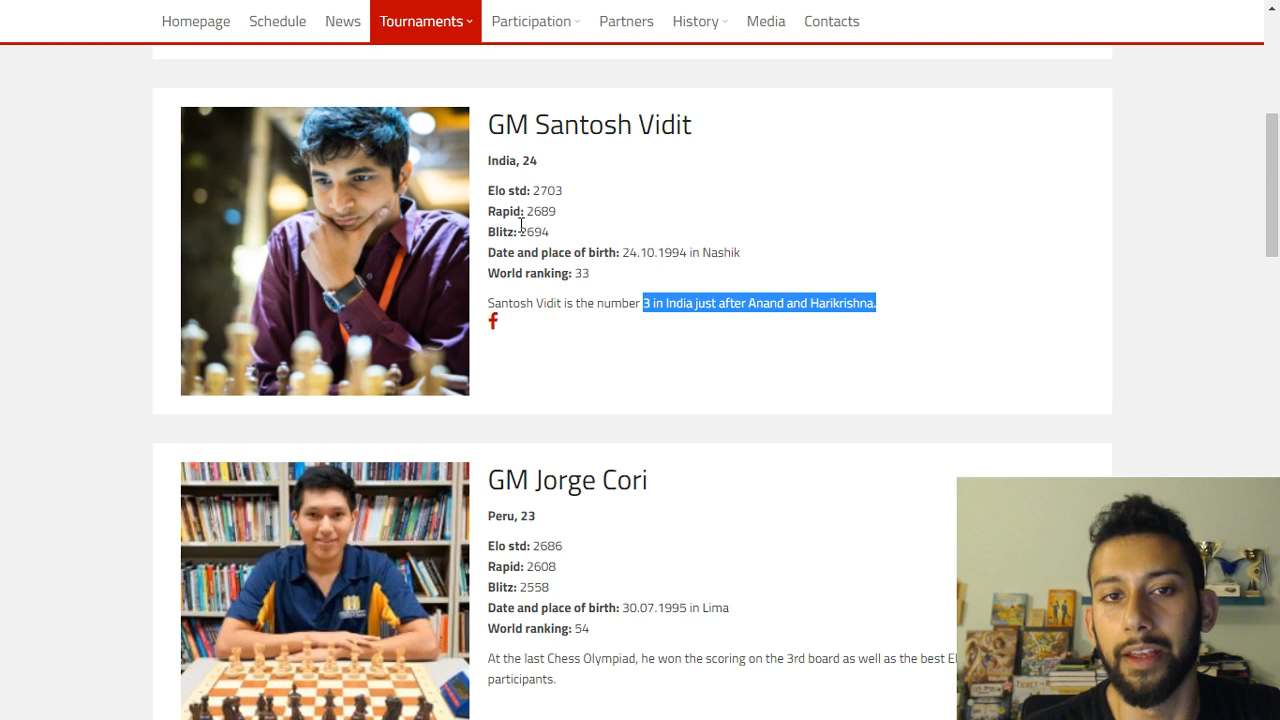 Homepage Schedule News Tournaments Participation Partners History Media Contacts
GM Santosh Vidit
India, 24
Elo std: 2703
Rapid: 2689
Blitz: 2694
Date and place of birth: 24.10.1994 in Nashik
World ranking: 33
Santosh Vidit is the number 3 in India just after Anand and Harikrishna.
f
GM Jorge Cori
Peru, 23
Elo std: 2686
Rapid: 2608
Blitz: 2558
Date and place of birth: 30.07.1995 in Lima
World ranking: 54
At the last Chess Olympiad, he won the scoring on the 3rd board as well as the best
participants.